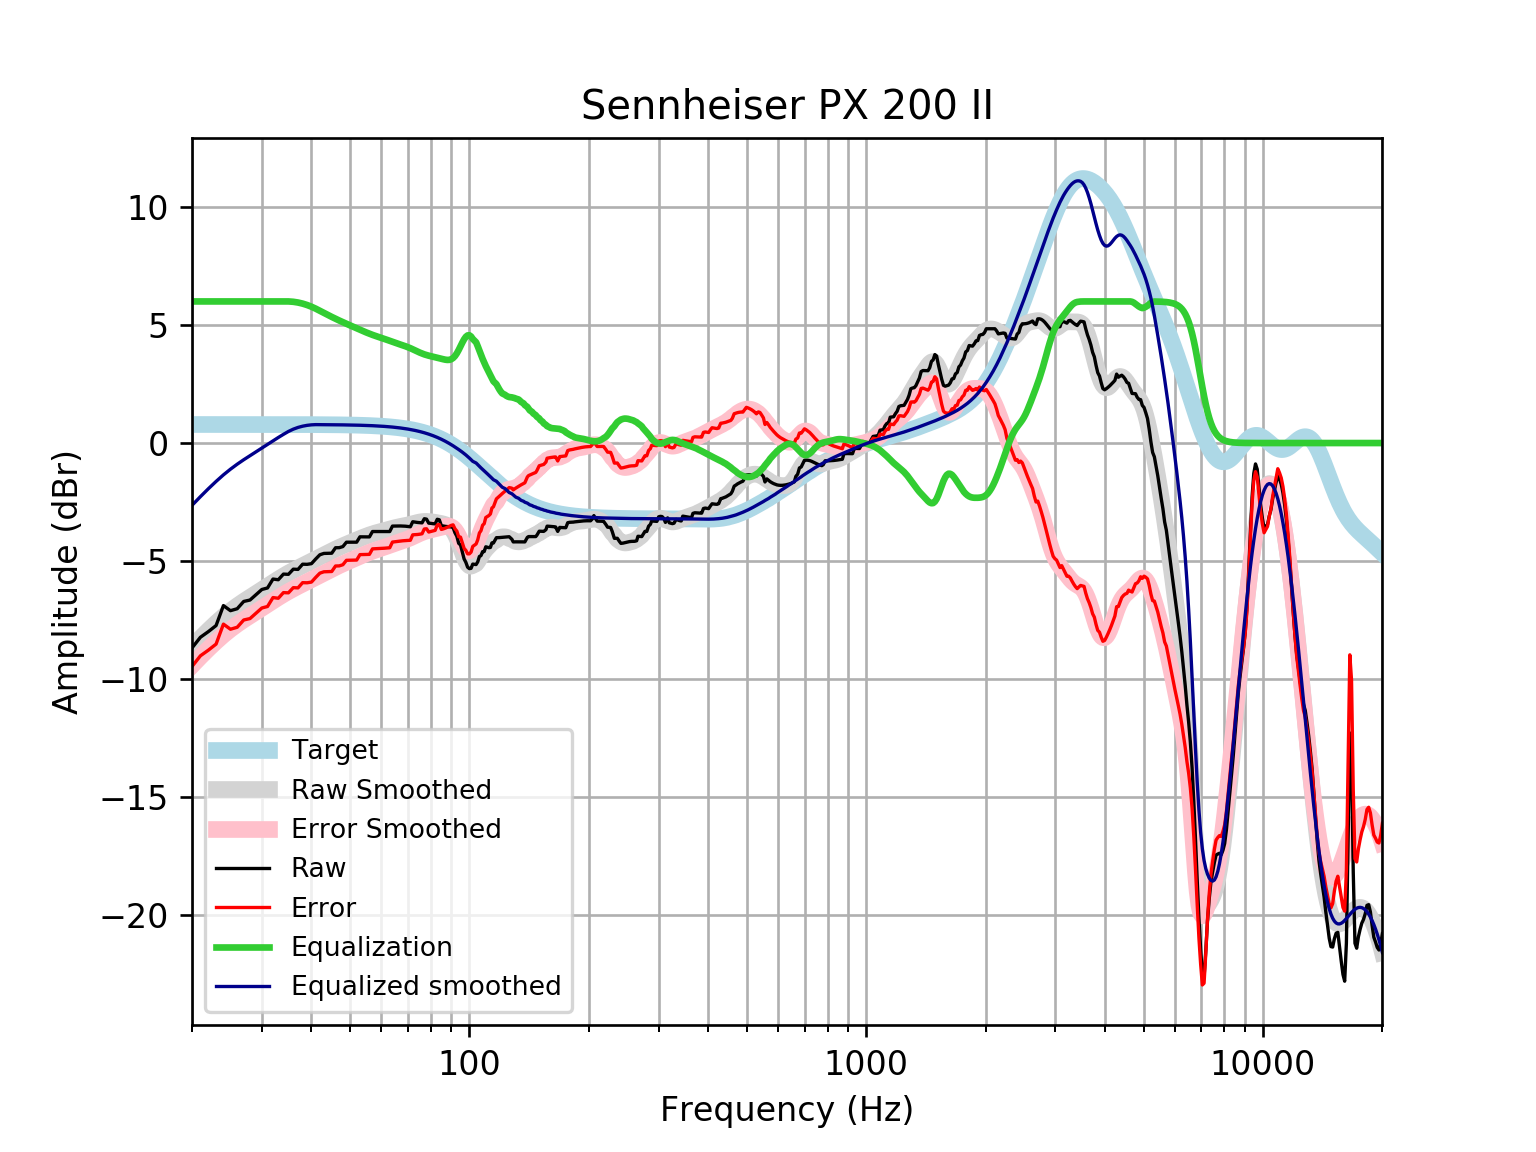 Sennheiser PX 200 II
10
5
0
−5
−10
−15
−20
Amplitude (dBr)
Target
Raw Smoothed
Error Smoothed
Raw
Error
Equalization
Equalized smoothed
100
1000
10000
Frequency (Hz)